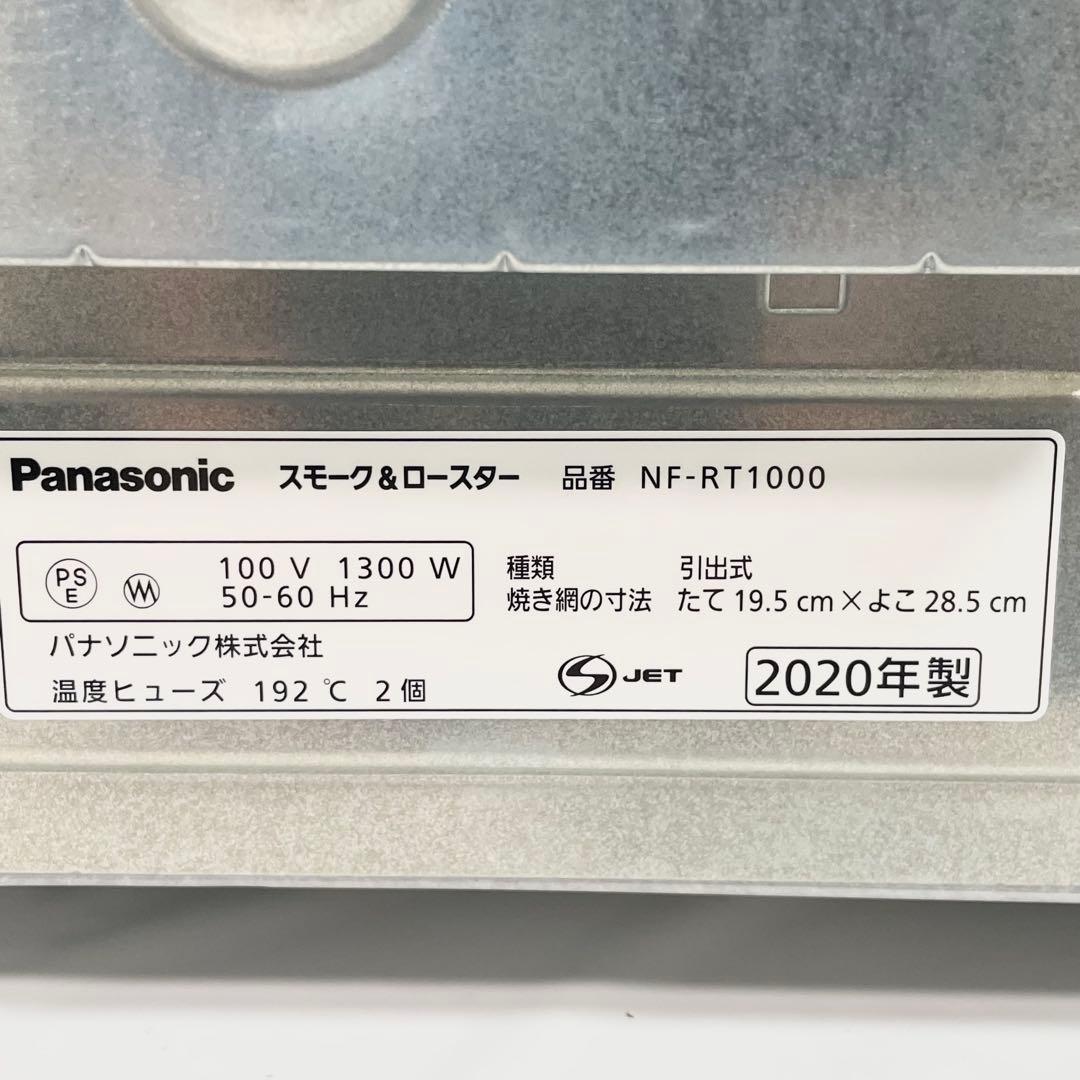 Panasonic スモーク&ロースター 品番 NF-RT1000
PS E 100 V 1300 W
50-60 Hz
種類 引出式
焼き網の寸法 たて 19.5 cm×よこ 28.5 cm
パナソニック株式会社
温度ヒューズ 192 ℃ 2個
S JET 2020年製